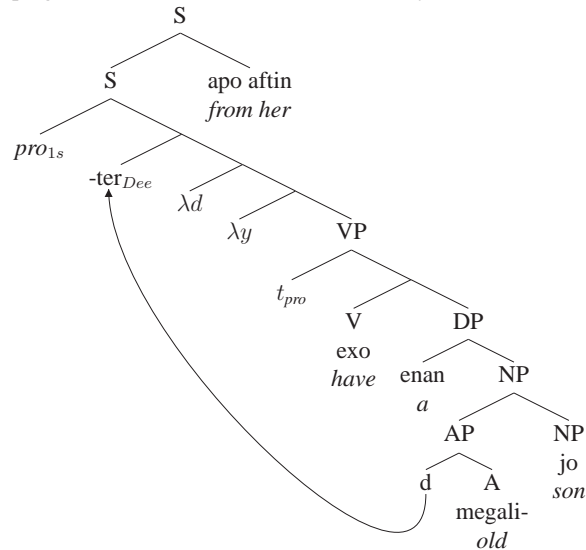 S
S
apo aftin
from her
pro1s
-terDee
λd
λy
VP
tpro
V
DP
exo
have
enan
a
NP
AP
NP
jo
son
d
A
megali-
old